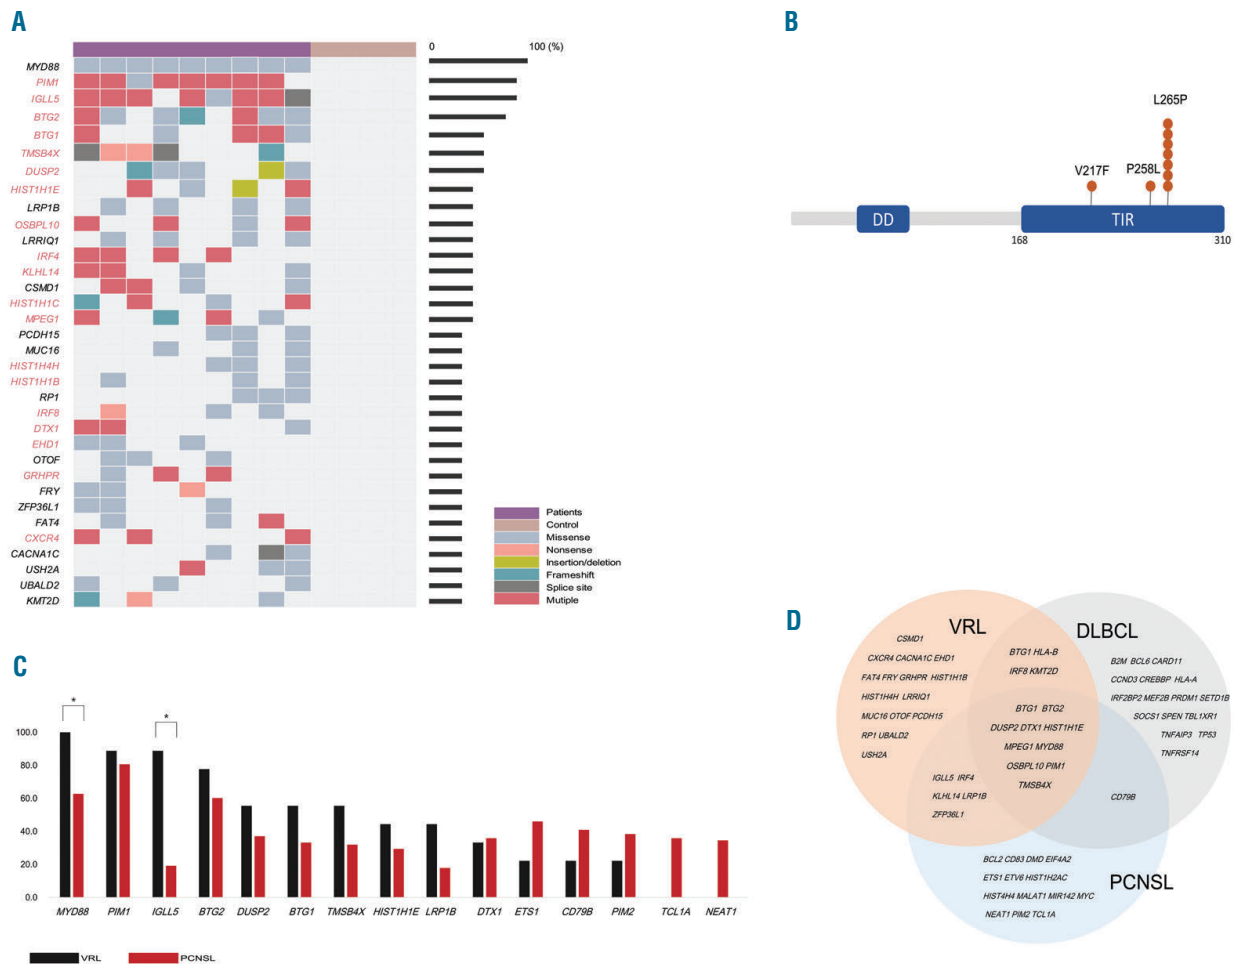 A
0
100 (%)
MYD88
PIM1
IGLL5
BTG2
BTG1
TMSB4X
DUSP2
HIST1H1E
LRP1B
OSBPL10
LRRIQ1
IRF4
KLHL14
CSMD1
HIST1H1C
MPEG1
PCDH15
MUC16
HIST1H4H
HIST1H1B
RP1
IRF8
DTX1
EHD1
OTOF
GRHPR
FRY
ZFP36L1
FAT4
CXCR4
CACNA1C
USH2A
UBALD2
KMT2D
Patients
Control
Missense
Nonsense
Insertion/deletion
Frameshift
Splice site
Mutiple
B
L265P
V217F
P258L
DD
TIR
168
310
C
*
*
100.0
80.0
60.0
40.0
20.0
0.0
MYD88 PIM1 IGLL5 BTG2 DUSP2 BTG1 TMSB4X HIST1H1E LRP1B DTX1 ETS1 CD79B PIM2 TCL1A NEAT1
VRL
PCNSL
D
VRL
CSMD1
CXCR4 CACNA1C EHD1
FAT4 FRY GRHPR HIST1H1B
HIST1H4H LRRIQ1
MUC16 OTOF PCDH15
RP1 UBALD2
USH2A
BTG1 HLA-B
IRF8 KMT2D
DLBCL
B2M BCL6 CARD11
CCND3 CREBBP HLA-A
IRF2BP2 MEF2B PRDM1 SETD1B
SOCS1 SPEN TBL1XR1
TNFAIP3 TP53
TNFRSF14
BTG1 BTG2
DUSP2 DTX1 HIST1H1E
MPEG1 MYD88
OSBPL10 PIM1
TMSB4X
IGLL5 IRF4
KLHL14 LRP1B
ZFP36L1
CD79B
BCL2 CD83 DMD EIF4A2
ETS1 ETV6 HIST1H2AC
HIST4H4 MALAT1 MIR142 MYC
NEAT1 PIM2 TCL1A
PCNSL